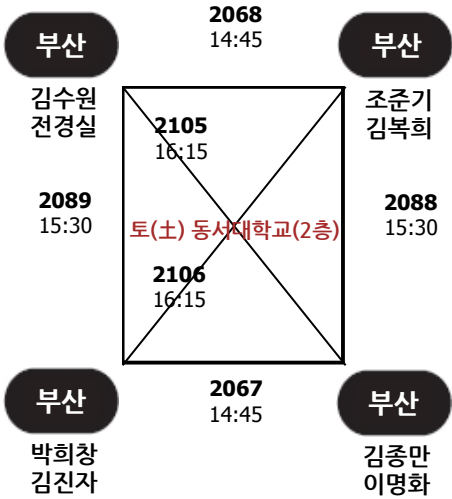 2068
14:45
부산
부산
김수원
전경실
조준기
김복희
2105
16:15
2089
15:30
2088
15:30
토(土) 동서대학교(2층)
2106
16:15
부산
2067
14:45
부산
박희창
김진자
김종만
이명화